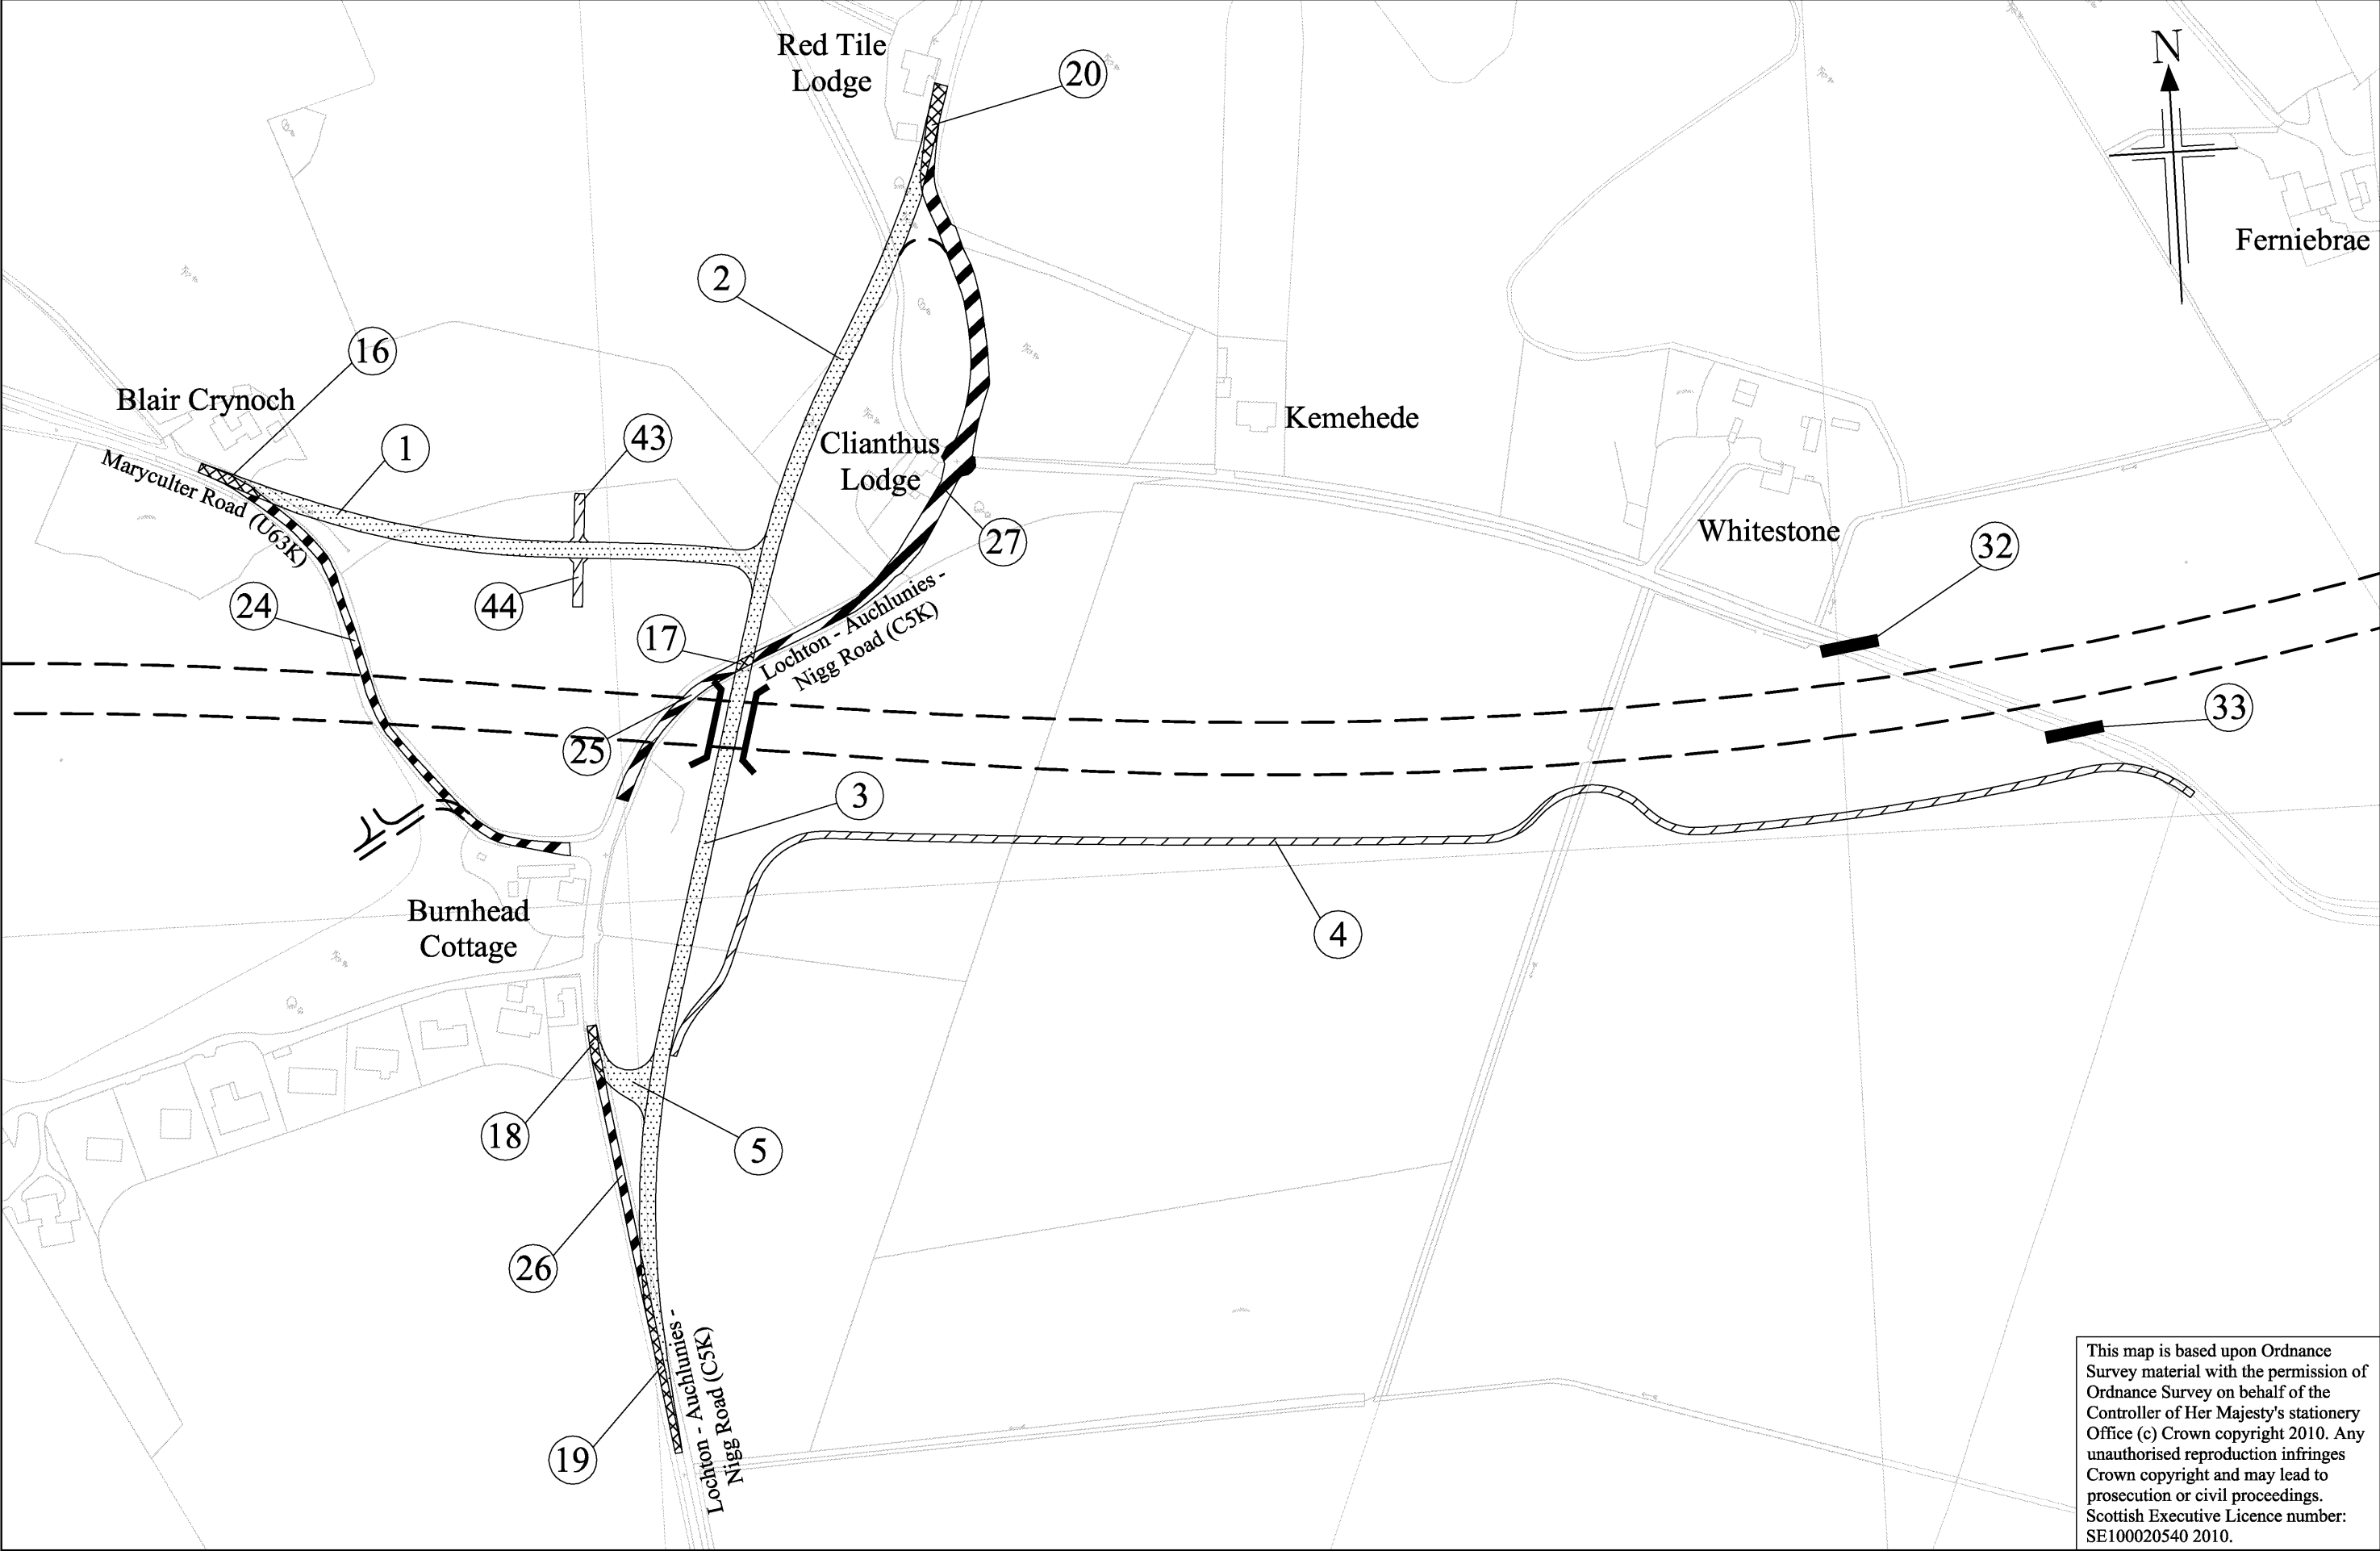 Red Tile
Lodge
20
N
Ferniebrae
2
16
Blair Crynoch
1
43
Clianthus
Lodge
Kemehede
Maryculter Road (U63K)
27
Whitestone
32
24
44
17
Lochton - Auchlunies -
Nigg Road (C5K)
25
33
3
4
Burnhead
Cottage
18
5
26
19
Lochton - Auchlunies -
Nigg Road (C5K)
This map is based upon Ordnance
Survey material with the permission of
Ordnance Survey on behalf of the
Controller of Her Majesty's stationery
Office (c) Crown copyright 2010. Any
unauthorised reproduction infringes
Crown copyright and may lead to
prosecution or civil proceedings.
Scottish Executive Licence number:
SE100020540 2010.